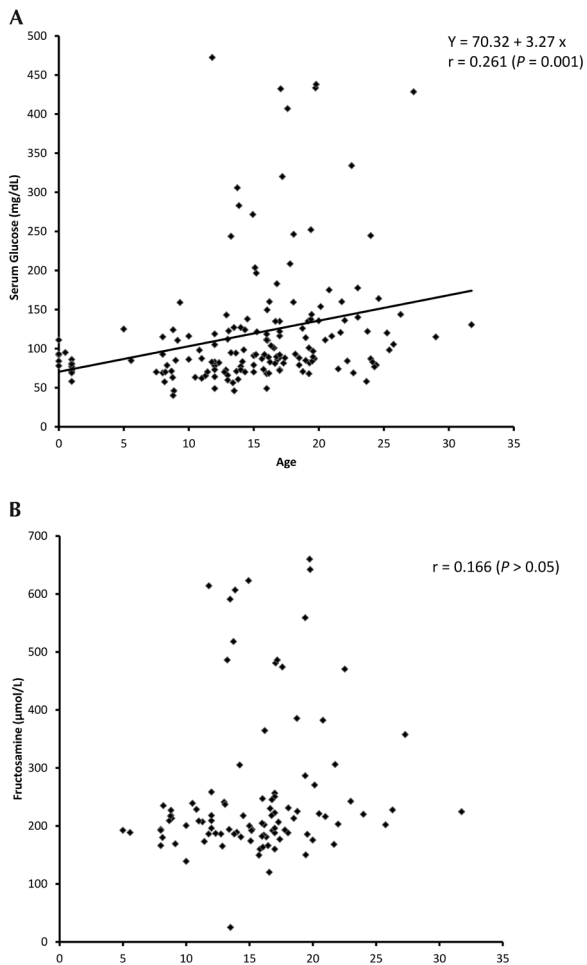 A
500
450
400
350
300
250
200
150
100
50
0
Serum Glucose (mg/dL)
Y = 70.32 + 3.27 x
r = 0.261 (P = 0.001)
0 5 10 15 20 25 30 35
Age
B
700
600
500
400
300
200
100
0
Fructosamine (µmol/L)
r = 0.166 (P > 0.05)
0 5 10 15 20 25 30 35